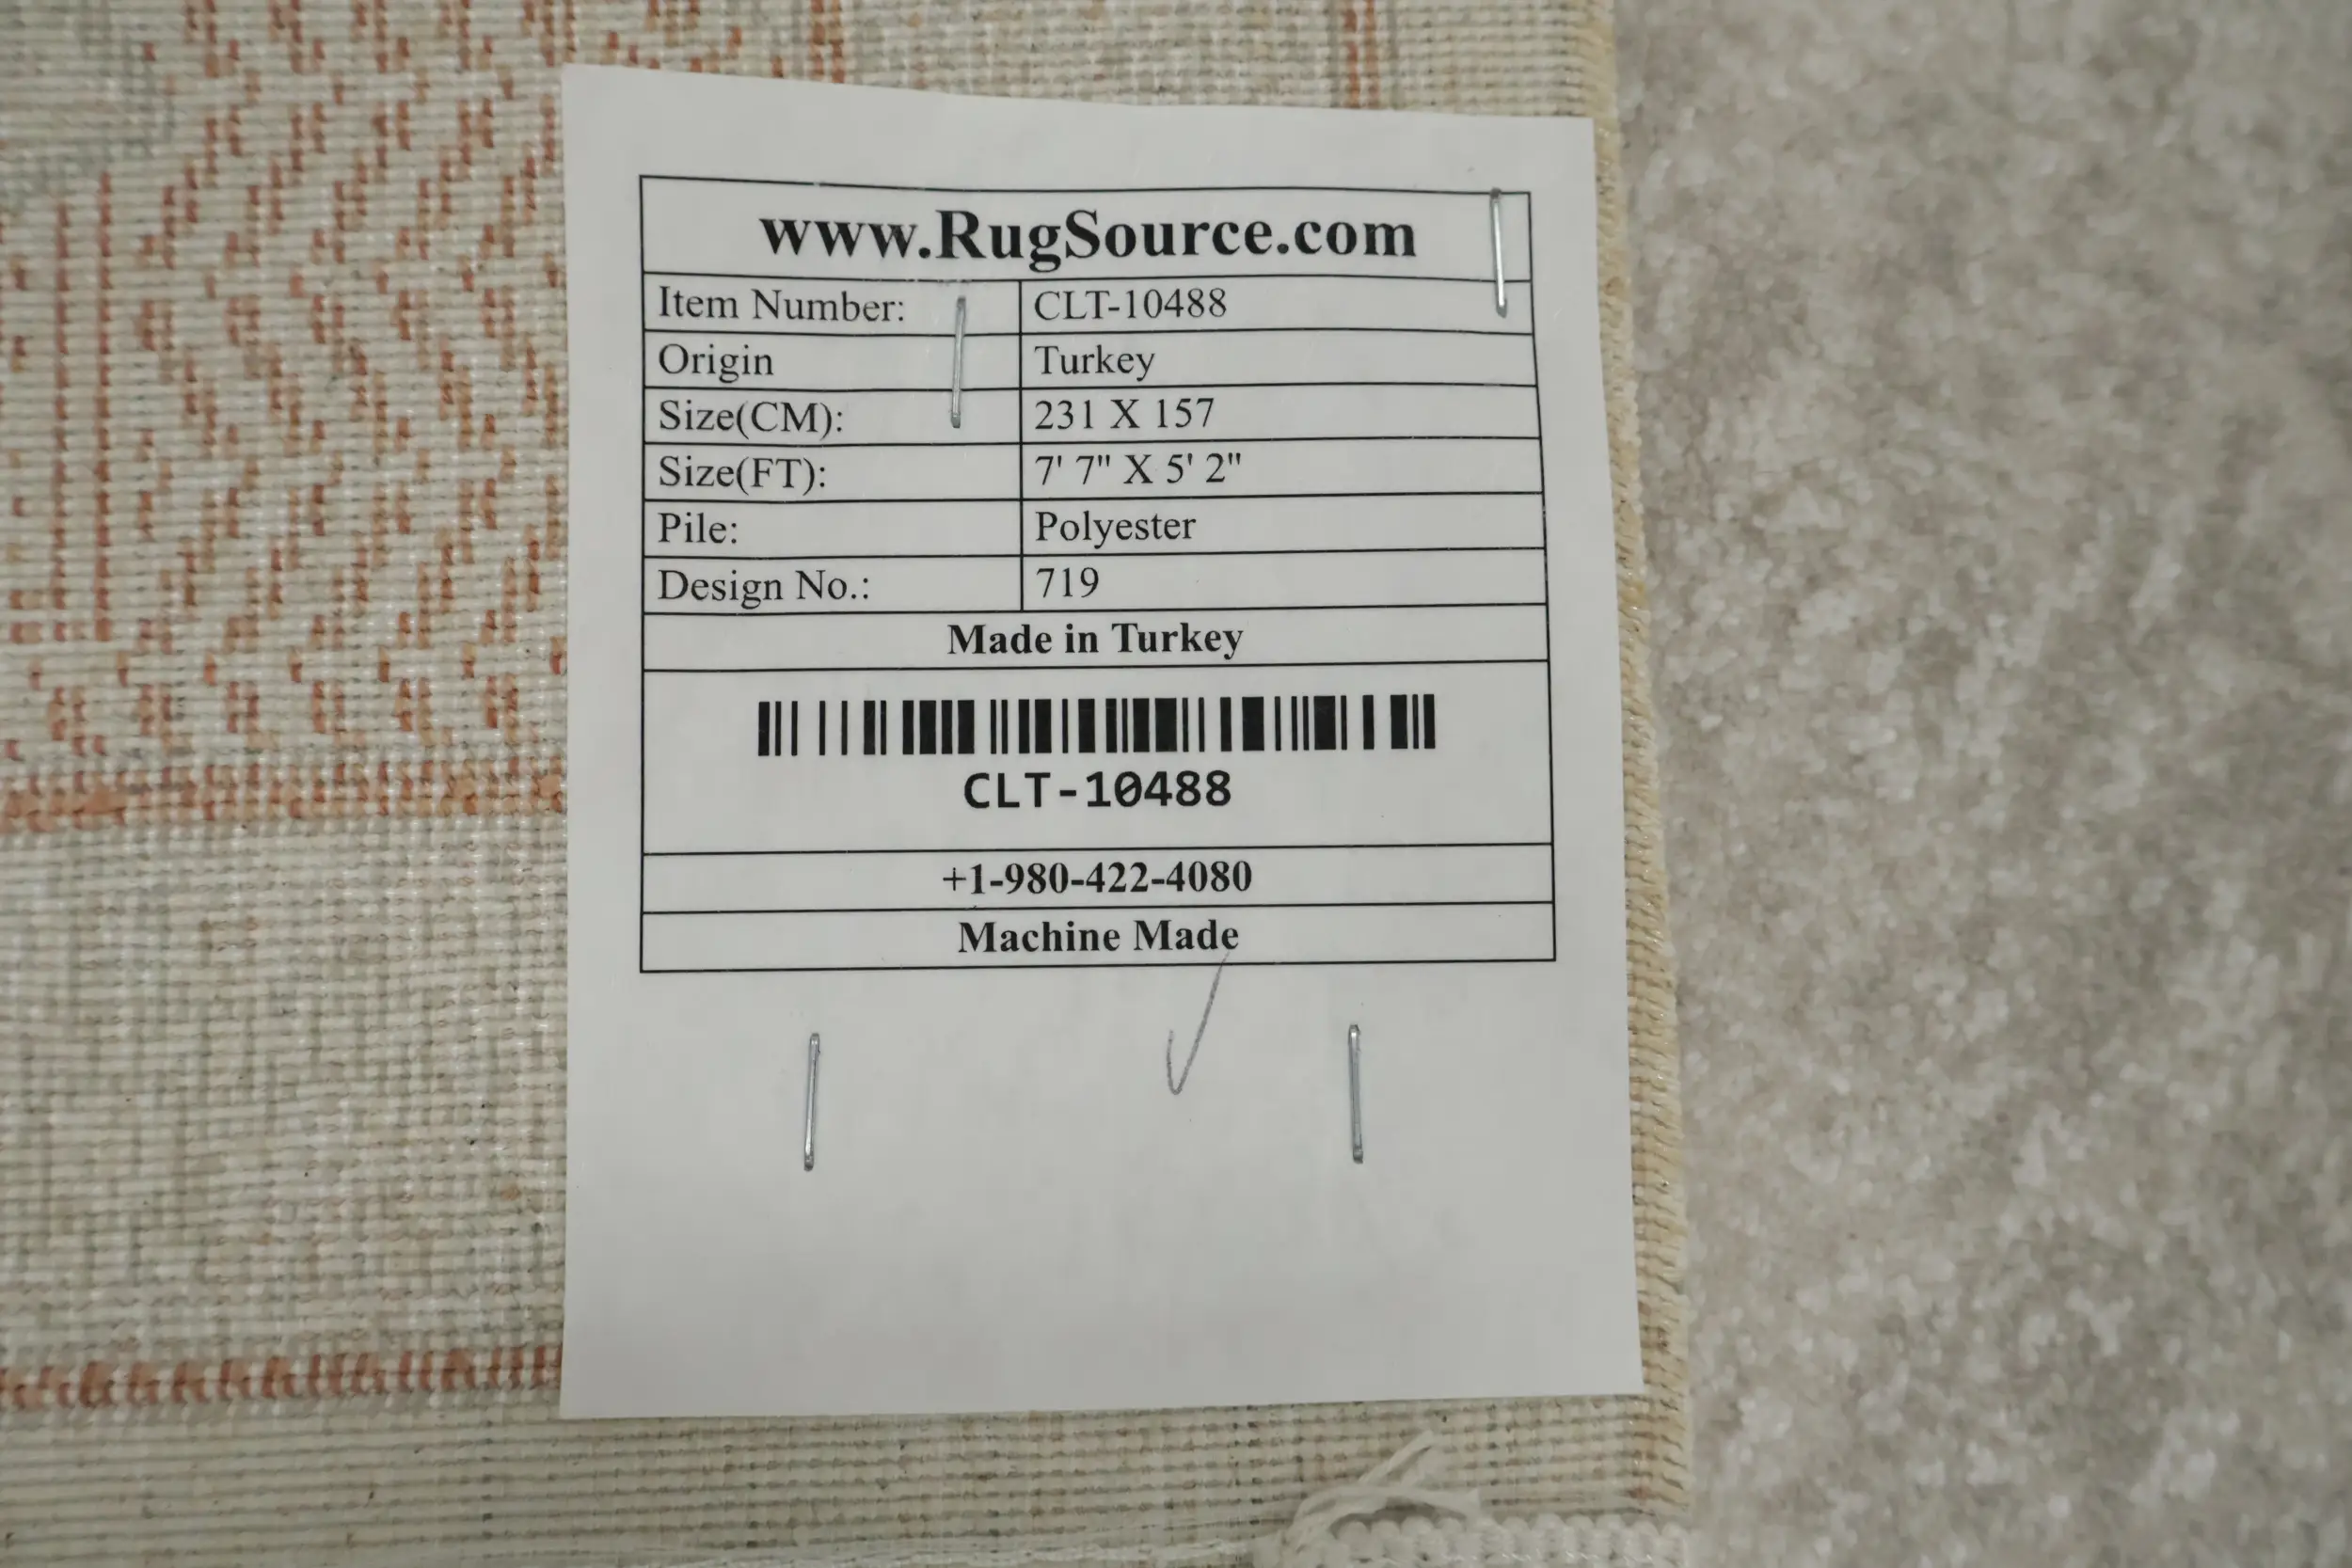 www.RugSource.com
Item Number: CLT-10488
Origin Turkey
Size(CM): 231 X 157
Size(FT): 7' 7" X 5' 2"
Pile: Polyester
Design No.: 719
Made in Turkey
CLT-10488
+1-980-422-4080
Machine Made